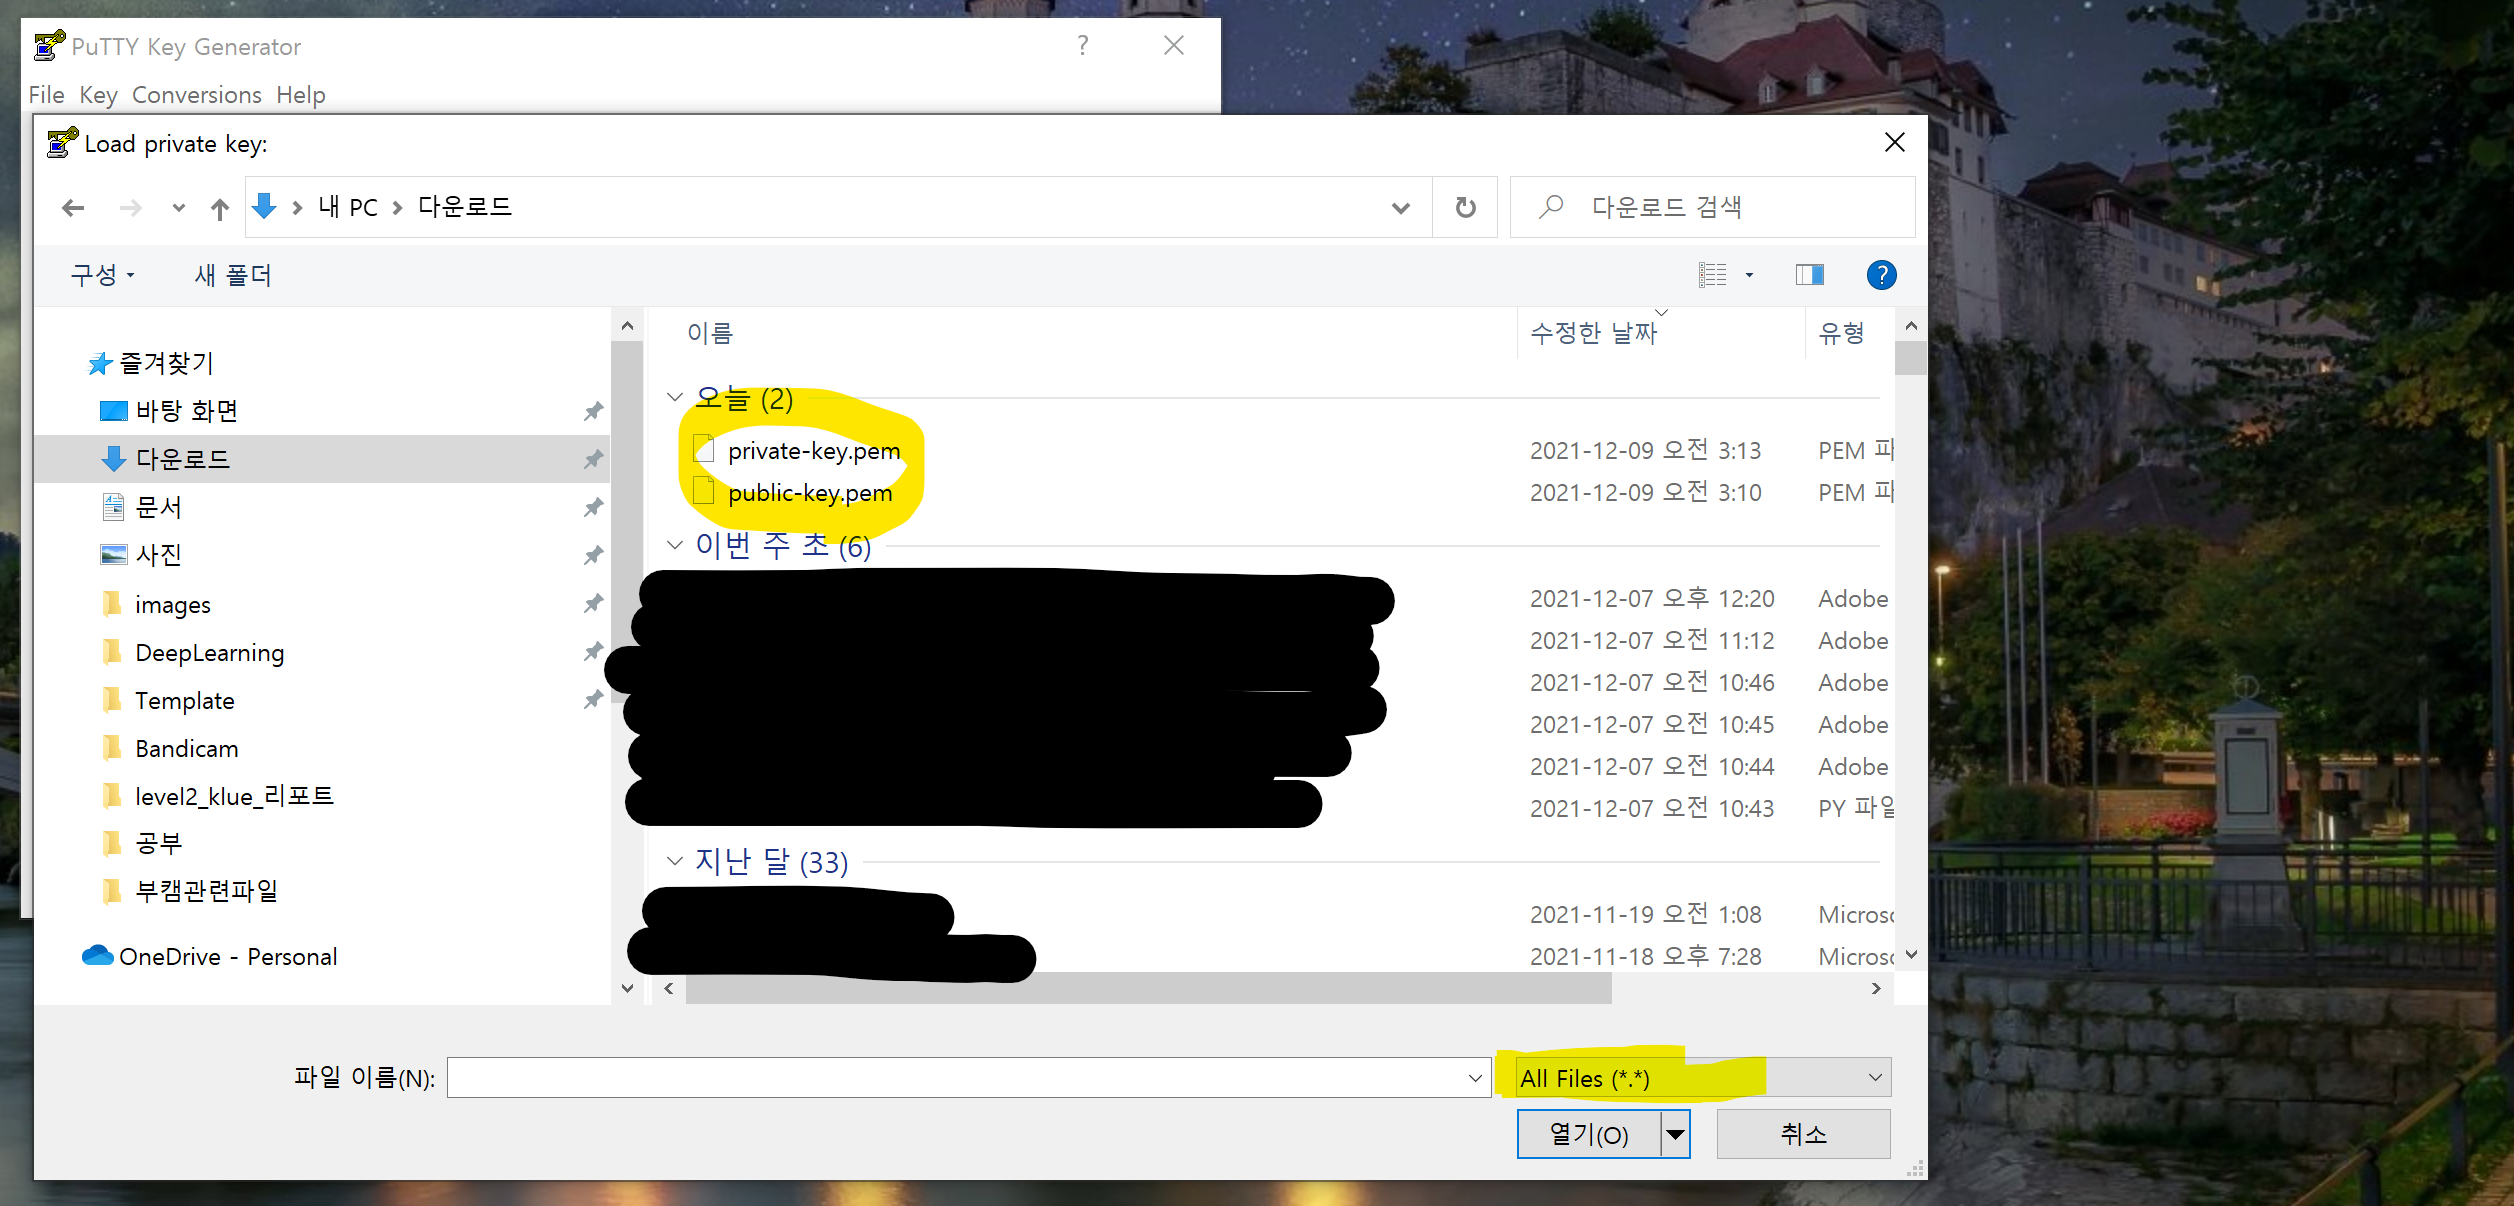 PuTTY Key Generator
File Key Conversions Help
Load private key:
내 PC 다운로드
다운로드 검색
구성 새 폴더
이름 수정한 날짜 유형
즐겨찾기
바탕 화면
다운로드
문서
사진
images
DeepLearning
Template
Bandicam
level2_klue_리포트
공부
부캠관련파일
OneDrive - Personal
오늘 (2)
private-key.pem 2021-12-09 오전 3:13 PEM 파
public-key.pem 2021-12-09 오전 3:10 PEM 파
이번 주 초 (6)
2021-12-07 오후 12:20 Adobe
2021-12-07 오전 11:12 Adobe
2021-12-07 오전 10:46 Adobe
2021-12-07 오전 10:45 Adobe
2021-12-07 오전 10:44 Adobe
2021-12-07 오전 10:43 PY 파일
지난 달 (33)
2021-11-19 오전 1:08 Micros
2021-11-18 오후 7:28 Micros
파일 이름(N):
All Files (*.*)
열기(O) 취소